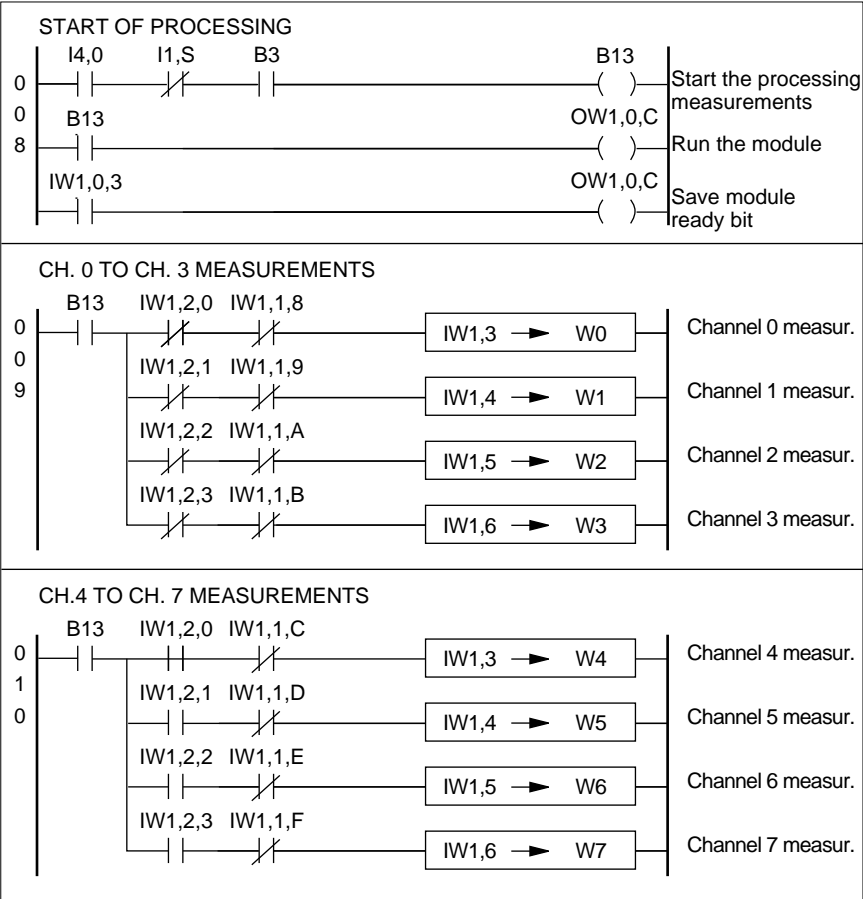 START OF PROCESSING
I4,0 I1,S B3 B13
0 Start the processing
measurements
0 B13 OW1,0,C
8 Run the module
IW1,0,3 OW1,0,C
Save module
ready bit
CH. 0 TO CH. 3 MEASUREMENTS
B13 IW1,2,0 IW1,1,8
0 IW1,3 W0 Channel 0 measur.
0 IW1,2,1 IW1,1,9
9 IW1,4 W1 Channel 1 measur.
IW1,2,2 IW1,1,A
IW1,5 W2 Channel 2 measur.
IW1,2,3 IW1,1,B
IW1,6 W3 Channel 3 measur.
CH.4 TO CH. 7 MEASUREMENTS
B13 IW1,2,0 IW1,1,C
0 IW1,3 W4 Channel 4 measur.
1 IW1,2,1 IW1,1,D
0 IW1,4 W5 Channel 5 measur.
IW1,2,2 IW1,1,E
IW1,5 W6 Channel 6 measur.
IW1,2,3 IW1,1,F
IW1,6 W7 Channel 7 measur.